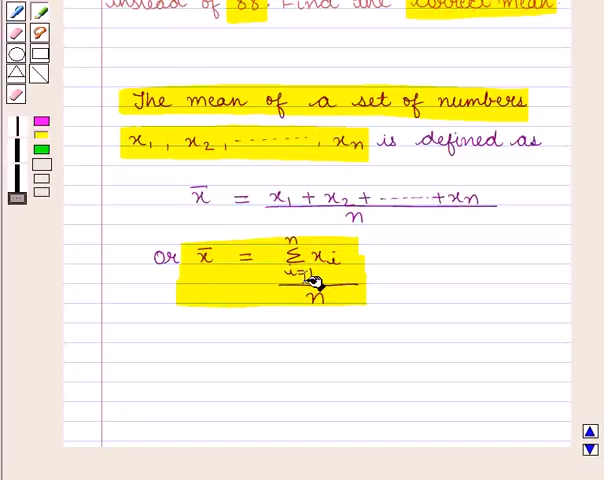 instead of 88. Find the correct mean.
The mean of a set of numbers
x₁, x₂, ........, xₙ is defined as
x̄ = x₁ + x₂ + ...... + xₙ / n
Or x̄ = ∑ᵢ₌₁ⁿ xᵢ / n